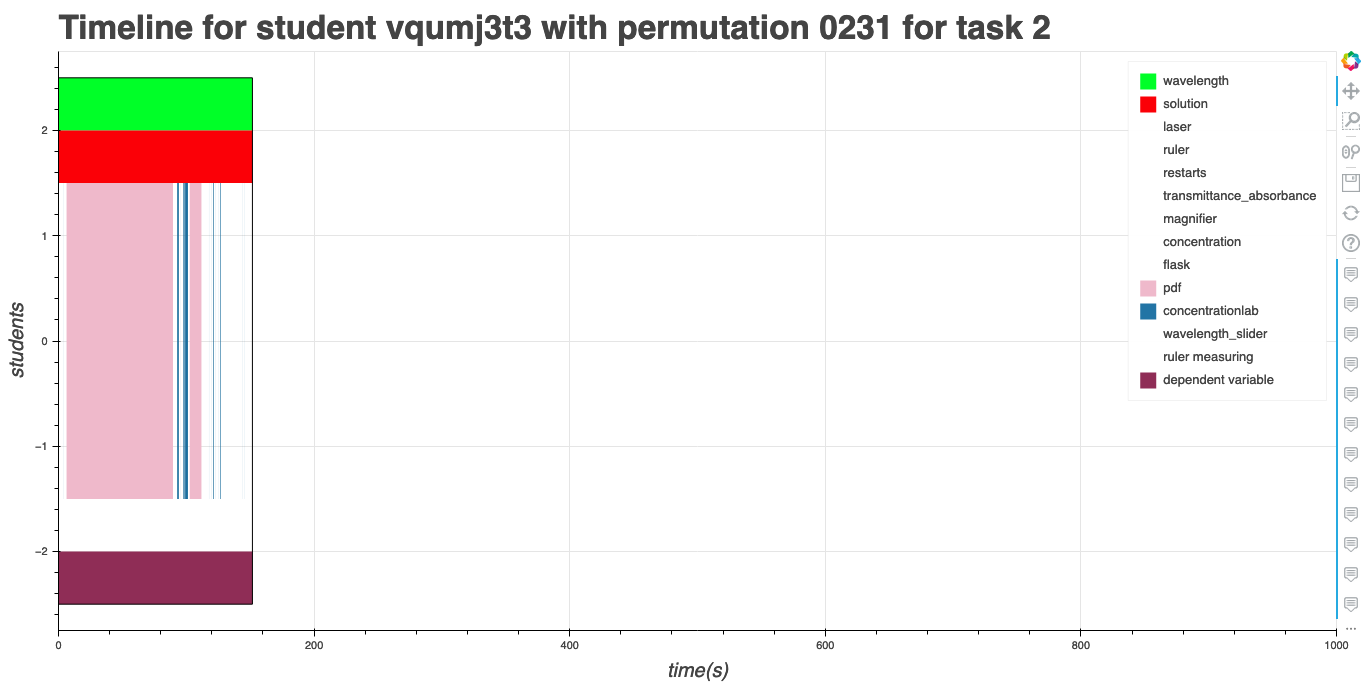 Timeline for student vqumj3t3 with permutation 0231 for task 2
wavelength
solution
laser
ruler
restarts
transmittance_absorbance
magnifier
concentration
flask
pdf
concentrationlab
wavelength_slider
ruler measuring
dependent variable
students
2
1
0
−1
−2
0
200
400
600
800
1000
time(s)